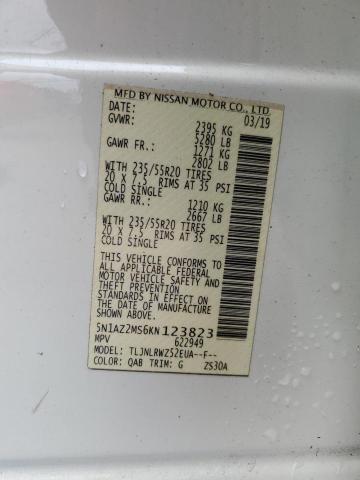 MFD BY NISSAN MOTOR CO., LTD.
DATE: 03/19
GVWR: 2395 KG
5280 LB
GAWR FR: 1271 KG
2802 LB
WITH 235/55R20 TIRES
20 X 7.5 RIMS AT 35 PSI
COLD SINGLE
GAWR RR: 1210 KG
2667 LB
WITH 235/55R20 TIRES
20 X 7.5 RIMS AT 35 PSI
COLD SINGLE
THIS VEHICLE CONFORMS TO
ALL APPLICABLE FEDERAL
MOTOR VEHICLE SAFETY
STANDARDS IN EFFECT ON
THE DATE OF MANUFACTURE
SHOWN ABOVE.
5N1AZ2MS6KN123823
MPV 622949
MODEL: TLJNLRWZ52EUA--F--
COLOR: QAB TRIM: G ZS30A